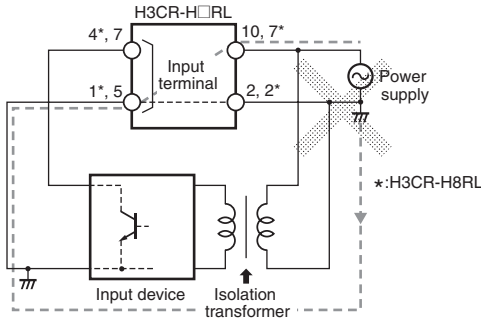 H3CR-H□RL
4*, 7
10, 7*
Input
terminal
Power
supply
1*, 5
2, 2*
*:H3CR-H8RL
Input device
Isolation
transformer